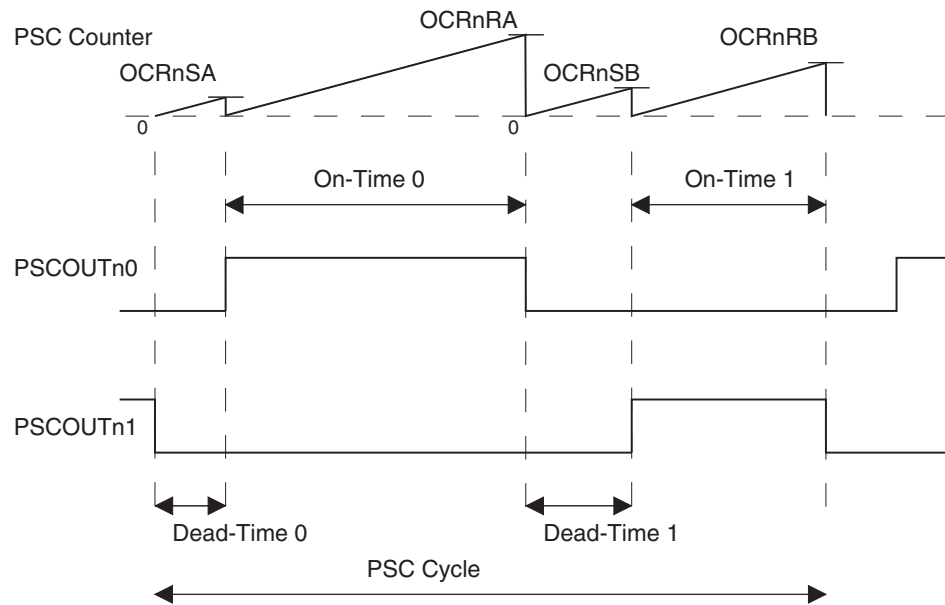 OCRnRA
PSC Counter
OCRnRB
OCRnSA
OCRnSB
0
0
On-Time 0
On-Time 1
PSCOUTn0
PSCOUTn1
Dead-Time 0
Dead-Time 1
PSC Cycle